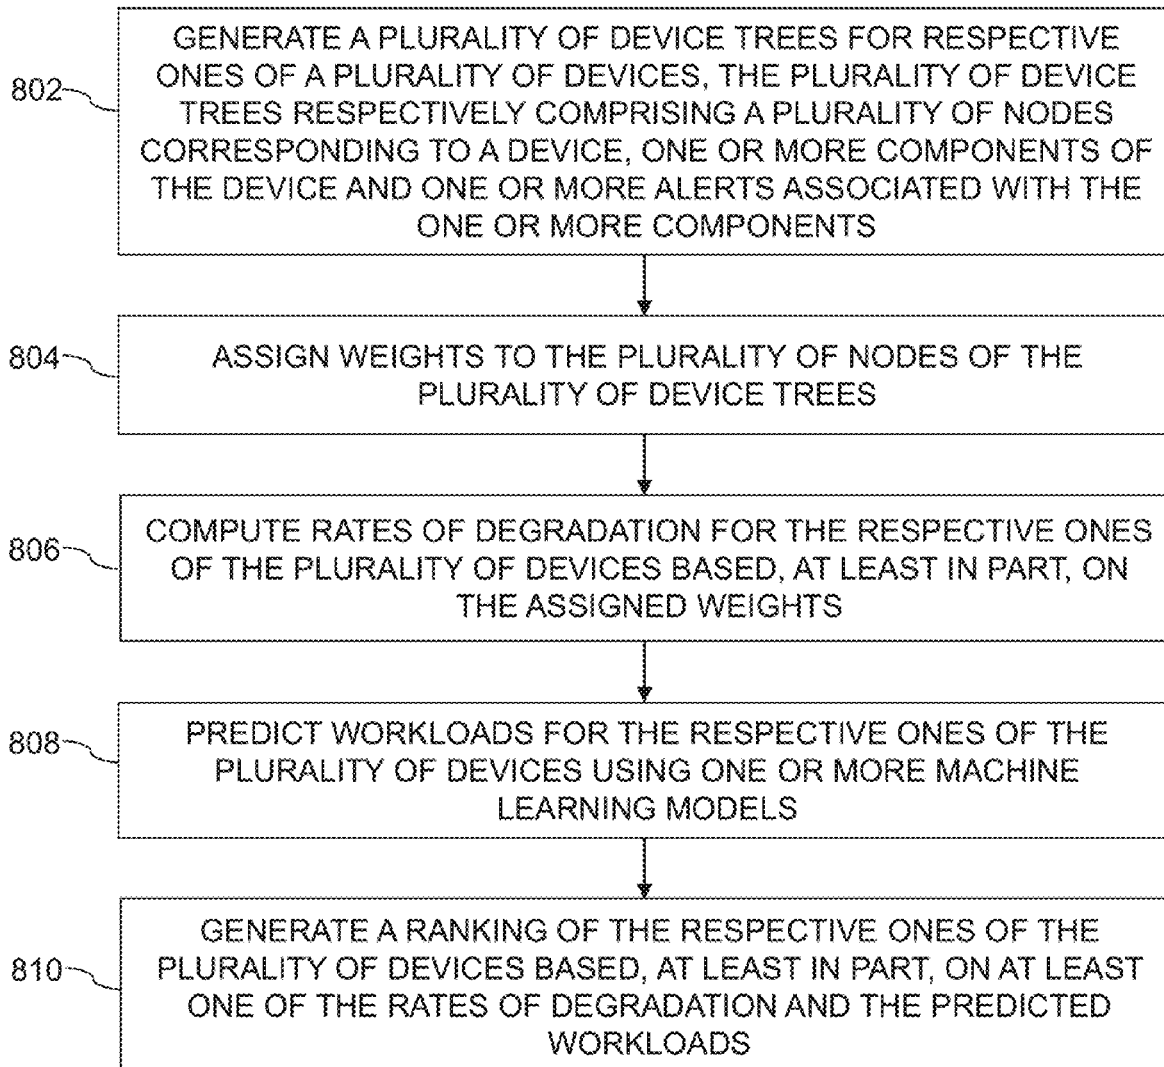 802
GENERATE A PLURALITY OF DEVICE TREES FOR RESPECTIVE
ONES OF A PLURALITY OF DEVICES, THE PLURALITY OF DEVICE
TREES RESPECTIVELY COMPRISING A PLURALITY OF NODES
CORRESPONDING TO A DEVICE, ONE OR MORE COMPONENTS OF
THE DEVICE AND ONE OR MORE ALERTS ASSOCIATED WITH THE
ONE OR MORE COMPONENTS
804
ASSIGN WEIGHTS TO THE PLURALITY OF NODES OF THE
PLURALITY OF DEVICE TREES
806
COMPUTE RATES OF DEGRADATION FOR THE RESPECTIVE ONES
OF THE PLURALITY OF DEVICES BASED, AT LEAST IN PART, ON
THE ASSIGNED WEIGHTS
808
PREDICT WORKLOADS FOR THE RESPECTIVE ONES OF THE
PLURALITY OF DEVICES USING ONE OR MORE MACHINE
LEARNING MODELS
810
GENERATE A RANKING OF THE RESPECTIVE ONES OF THE
PLURALITY OF DEVICES BASED, AT LEAST IN PART, ON AT LEAST
ONE OF THE RATES OF DEGRADATION AND THE PREDICTED
WORKLOADS